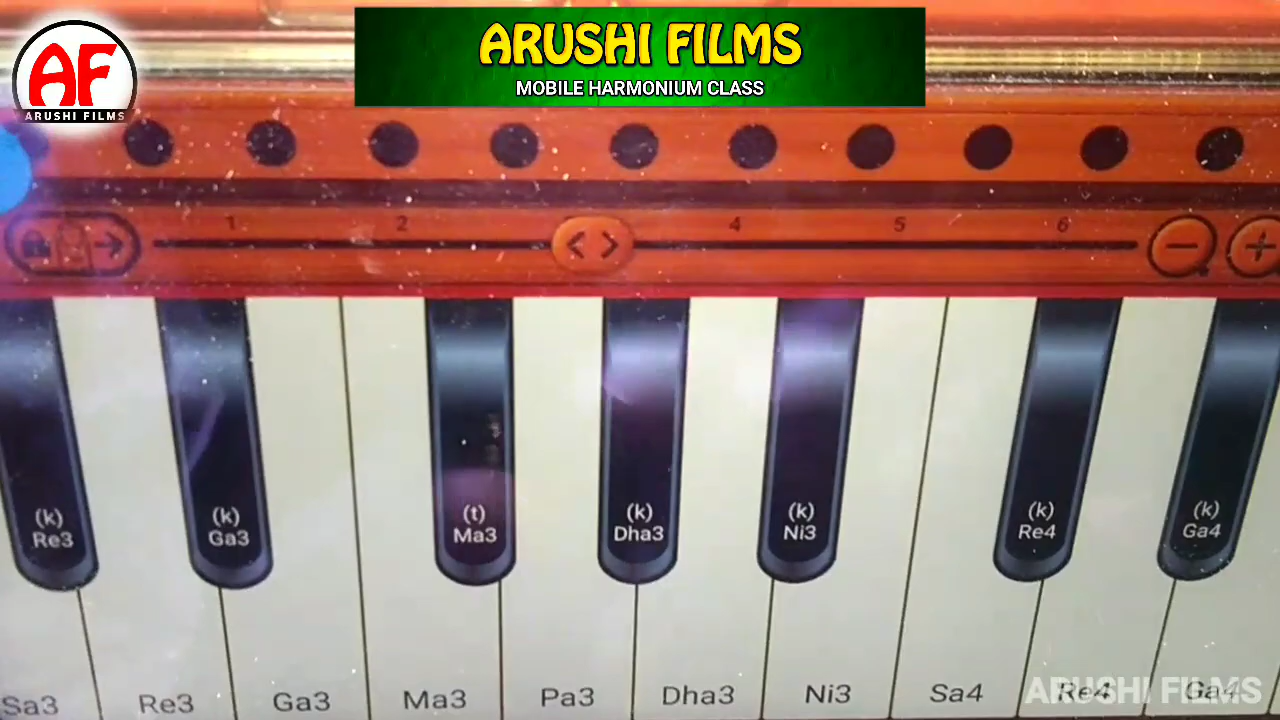 AF
ARUSHI FILMS
ARUSHI FILMS
MOBILE HARMONIUM CLASS
1 2 4 5 6
(k) (k) (t) (k) (k) (k) (k)
Re3 Ga3 Ma3 Dha3 Ni3 Re4 Ga4
Sa3 Re3 Ga3 Ma3 Pa3 Dha3 Ni3 Sa4 Re4 Ga4
ARUSHI FILMS